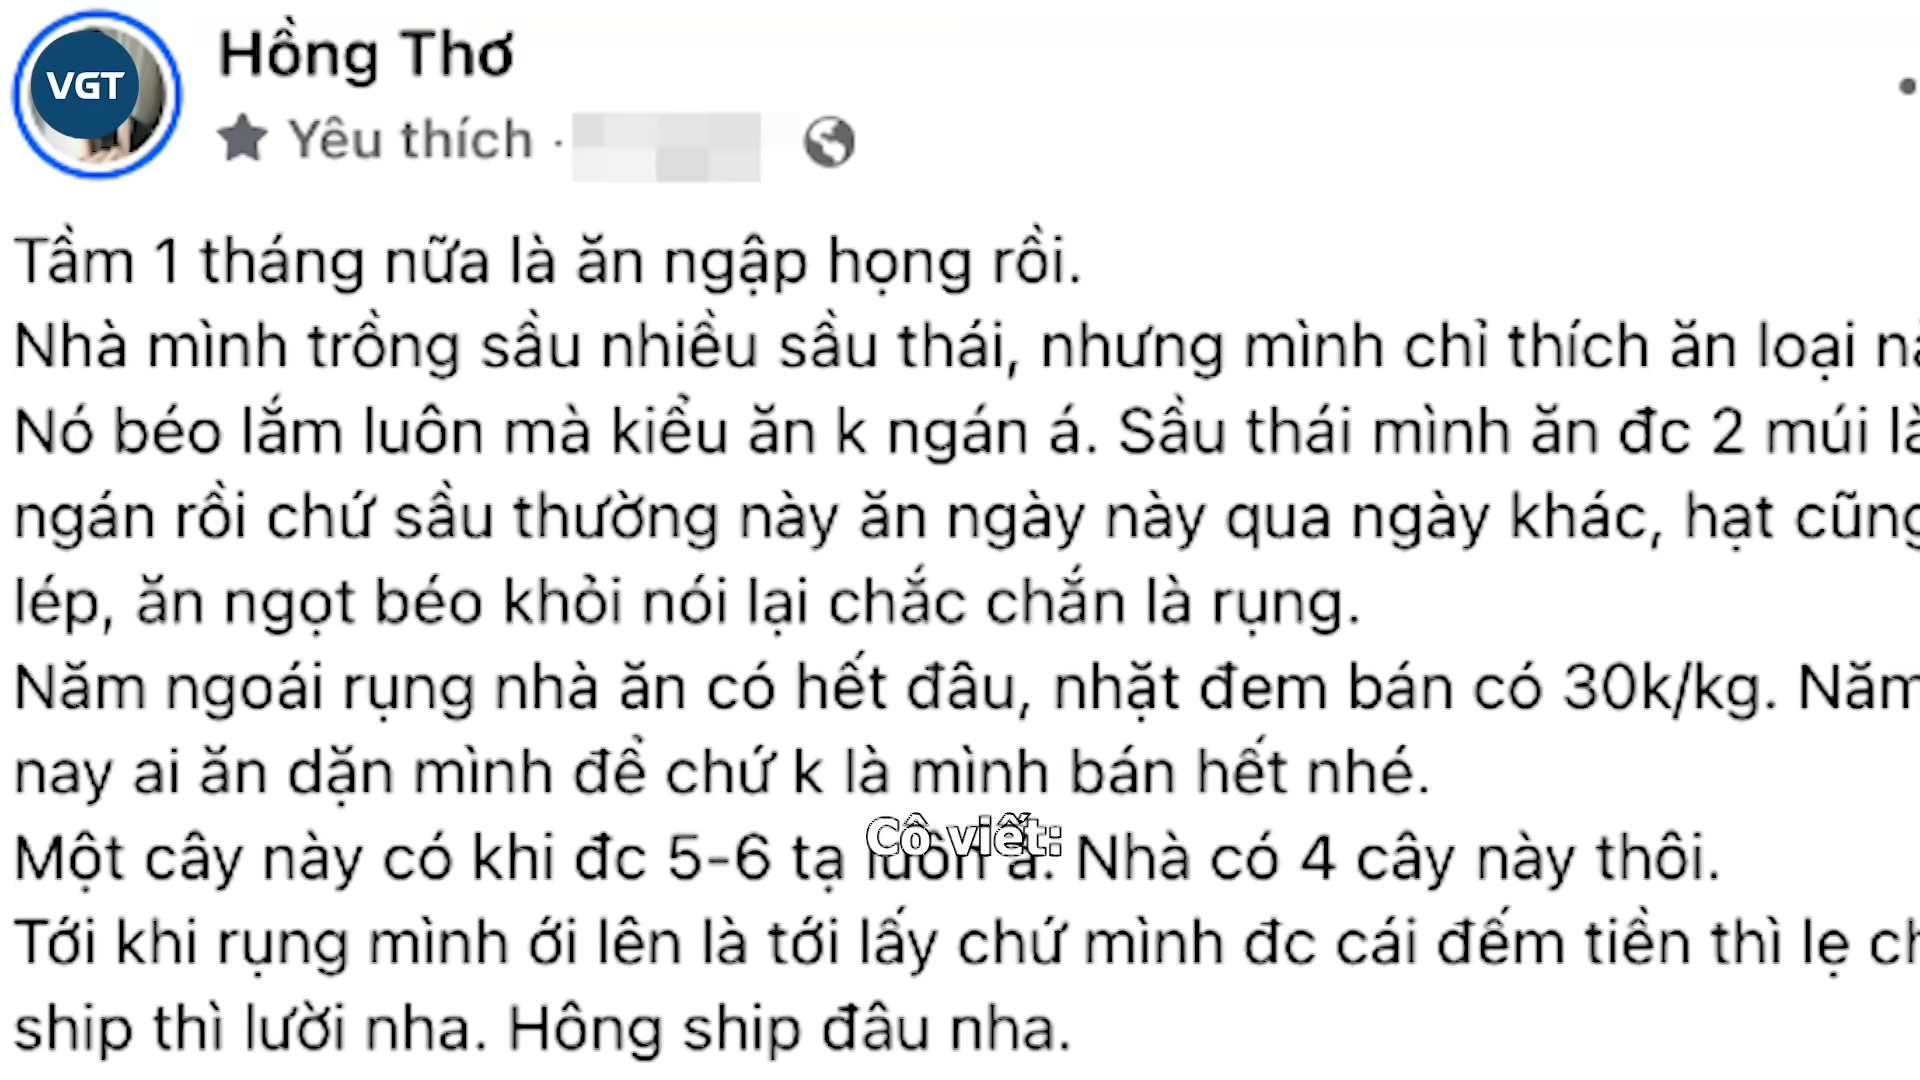 VGT
Hồng Thơ
Yêu thích ·
Tầm 1 tháng nữa là ăn ngập họng rồi.
Nhà mình trồng sầu nhiều sầu thái, nhưng mình chỉ thích ăn loại
Nó béo lắm luôn mà kiểu ăn k ngán á. Sầu thái mình ăn đc 2 múi
ngán rồi chứ sầu thường này ăn ngày này qua ngày khác, hạt cũng
lép, ăn ngọt béo khỏi nói lại chắc chắn là rụng.
Năm ngoái rụng nhà ăn có hết đâu, nhặt đem bán có 30k/kg. Năm
nay ai ăn dặn mình để chứ k là mình bán hết nhé.
Một cây này có khi đc 5-6 tạ luôn á. Nhà có 4 cây này thôi.
Cô viết:
Tới khi rụng mình ới lên là tới lấy chứ mình đc cái đếm tiền thì lẹ
ship thì lười nha. Hông ship đâu nha.